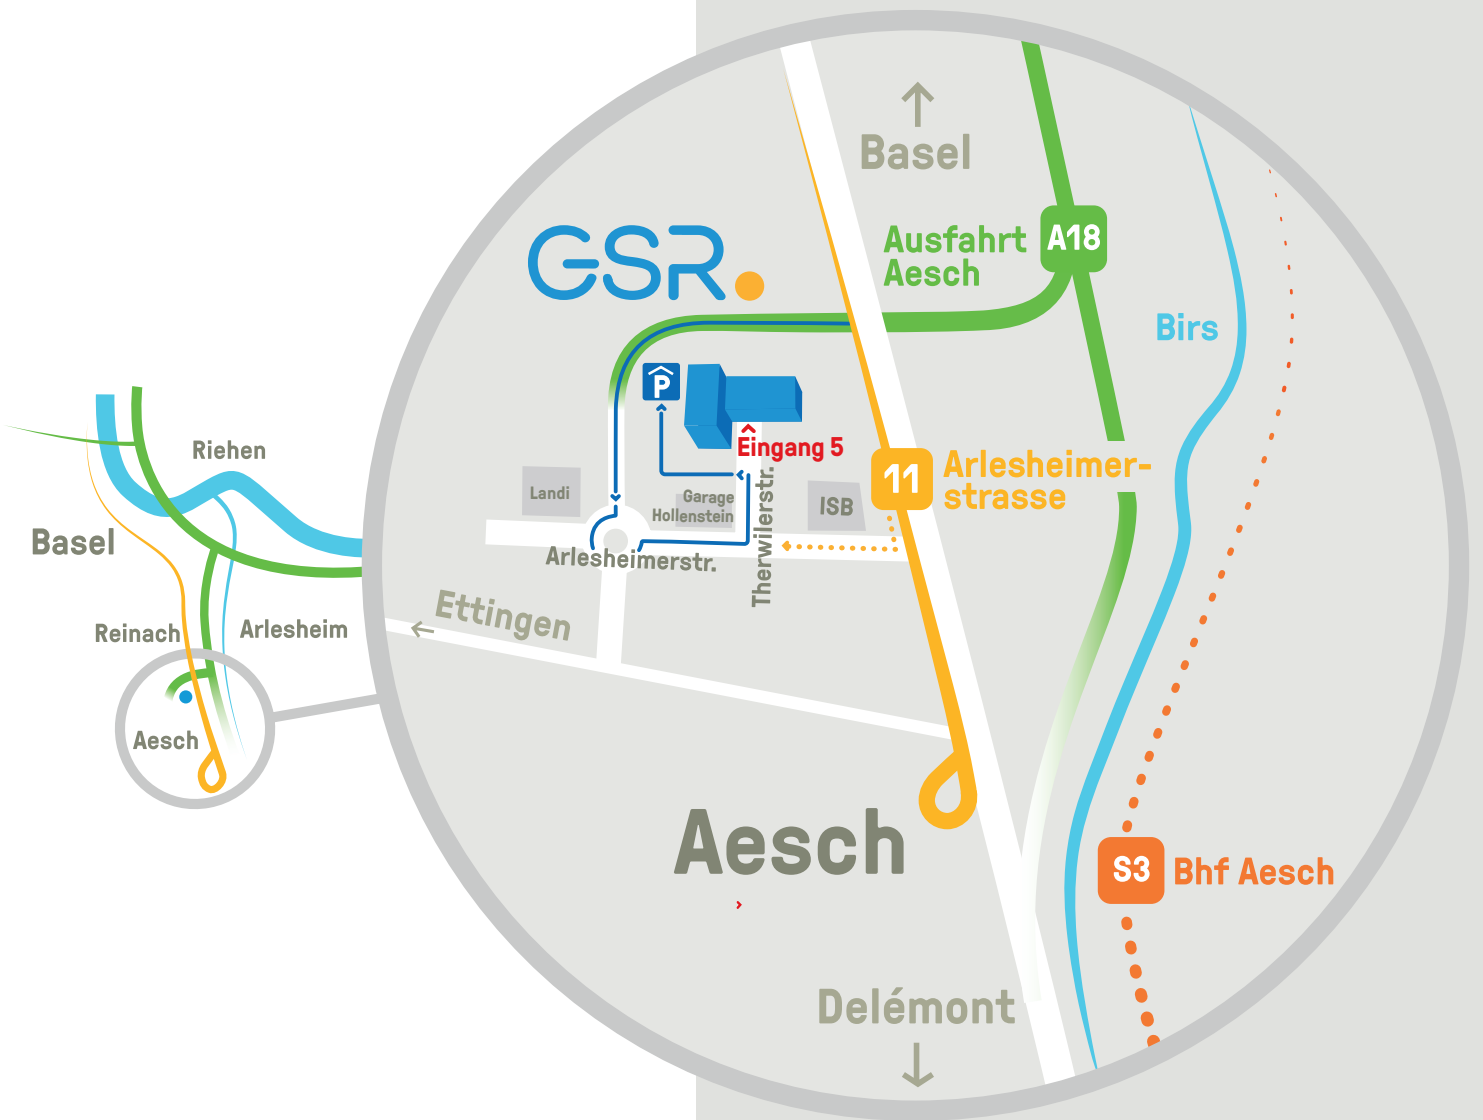 Basel
Ausfahrt
Aesch
A18
GSR.
Birs
P
Eingang 5
Riehen
Landi
Garage
Hollenstein
Therwilerstr.
ISB
11
Arlesheimer-
strasse
Basel
Arlesheimerstr.
Ettingen
Reinach
Arlesheim
Aesch
Aesch
S3
Bhf Aesch
Delémont